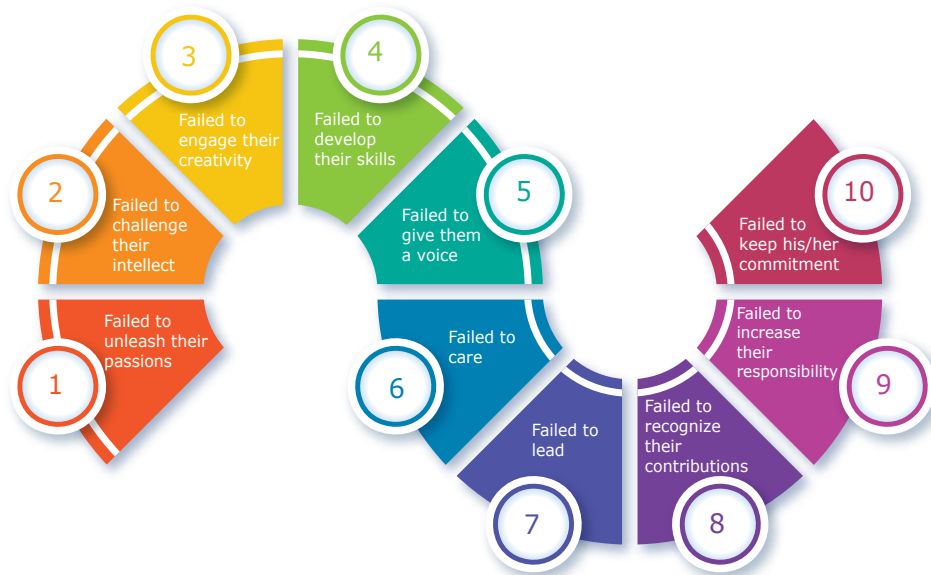 1
Failed to
unleash their
passions
2
Failed to
challenge
their
intellect
3
Failed to
engage their
creativity
4
Failed to
develop
their skills
5
Failed to
give them
a voice
6
Failed to
care
7
Failed to
lead
8
Failed to
recognize
their
contributions
9
Failed to
increase
their
responsibility
10
Failed to
keep his/her
commitment